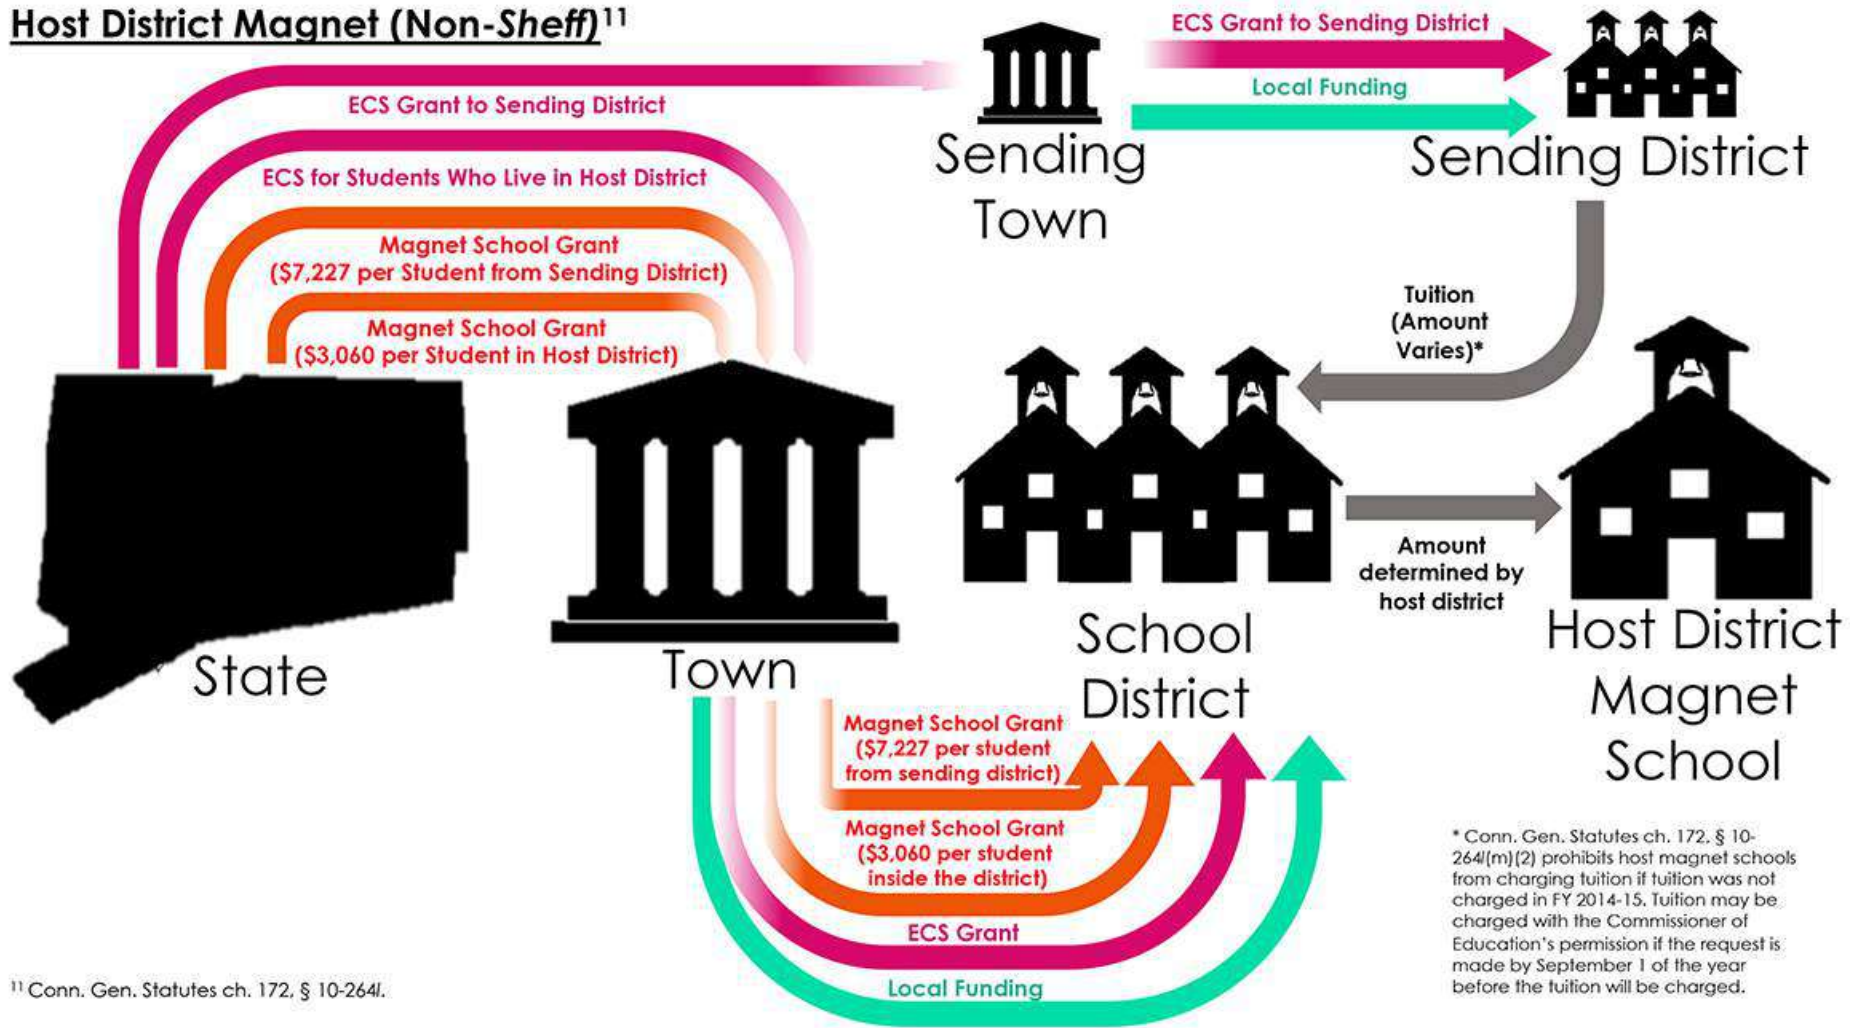 Host District Magnet (Non-Sheff)11
ECS Grant to Sending District
Local Funding
ECS Grant to Sending District
Sending
Town
Sending District
ECS for Students Who Live in Host District
Magnet School Grant
($7,227 per Student from Sending District)
Magnet School Grant
($3,060 per Student in Host District)
Tuition
(Amount
Varies)*
Amount
determined by
host district
State
Town
School
District
Host District
Magnet
School
Magnet School Grant
($7,227 per student
from sending district)
Magnet School Grant
($3,060 per student
inside the district)
ECS Grant
Local Funding
* Conn. Gen. Statutes ch. 172, § 10-
264l(m)(2) prohibits host magnet schools
from charging tuition if tuition was not
charged in FY 2014-15. Tuition may be
charged with the Commissioner of
Education's permission if the request is
made by September 1 of the year
before the tuition will be charged.
11 Conn. Gen. Statutes ch. 172, § 10-264l.